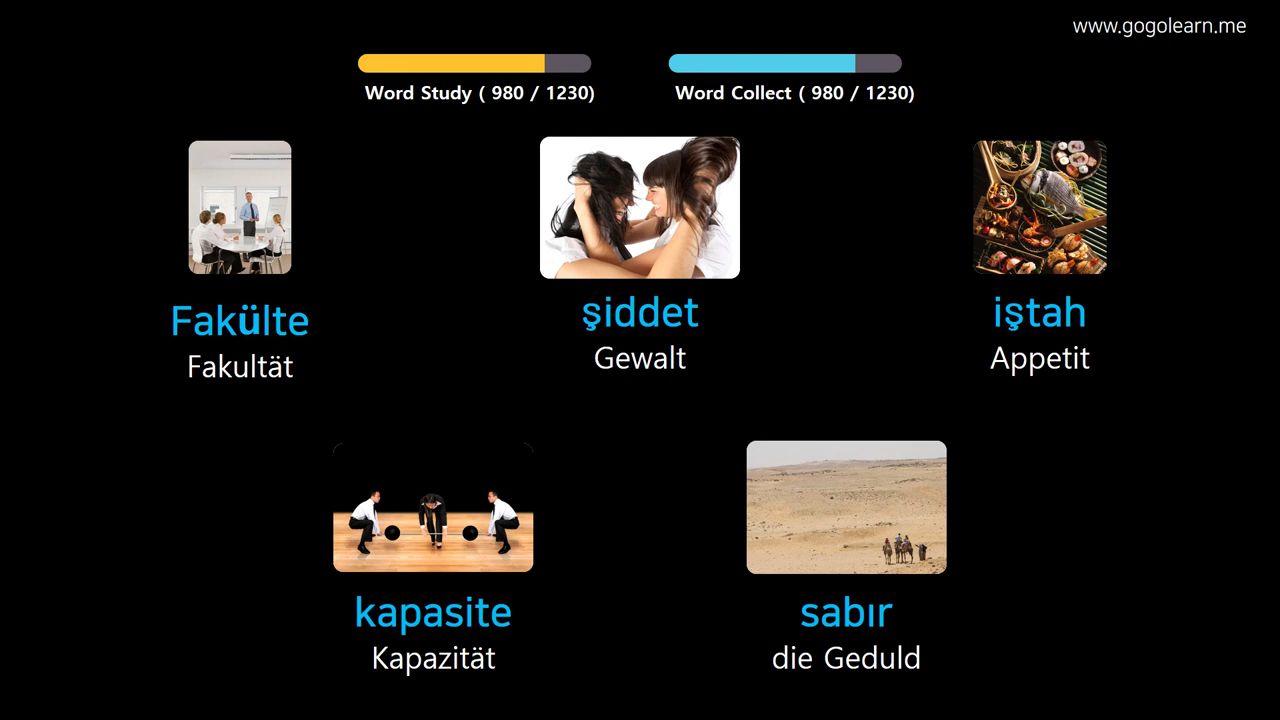 www.gogolearn.me
Word Study ( 980 / 1230)
Word Collect ( 980 / 1230)
Fakülte
Fakultät
şiddet
Gewalt
iştah
Appetit
kapasite
Kapazität
sabır
die Geduld